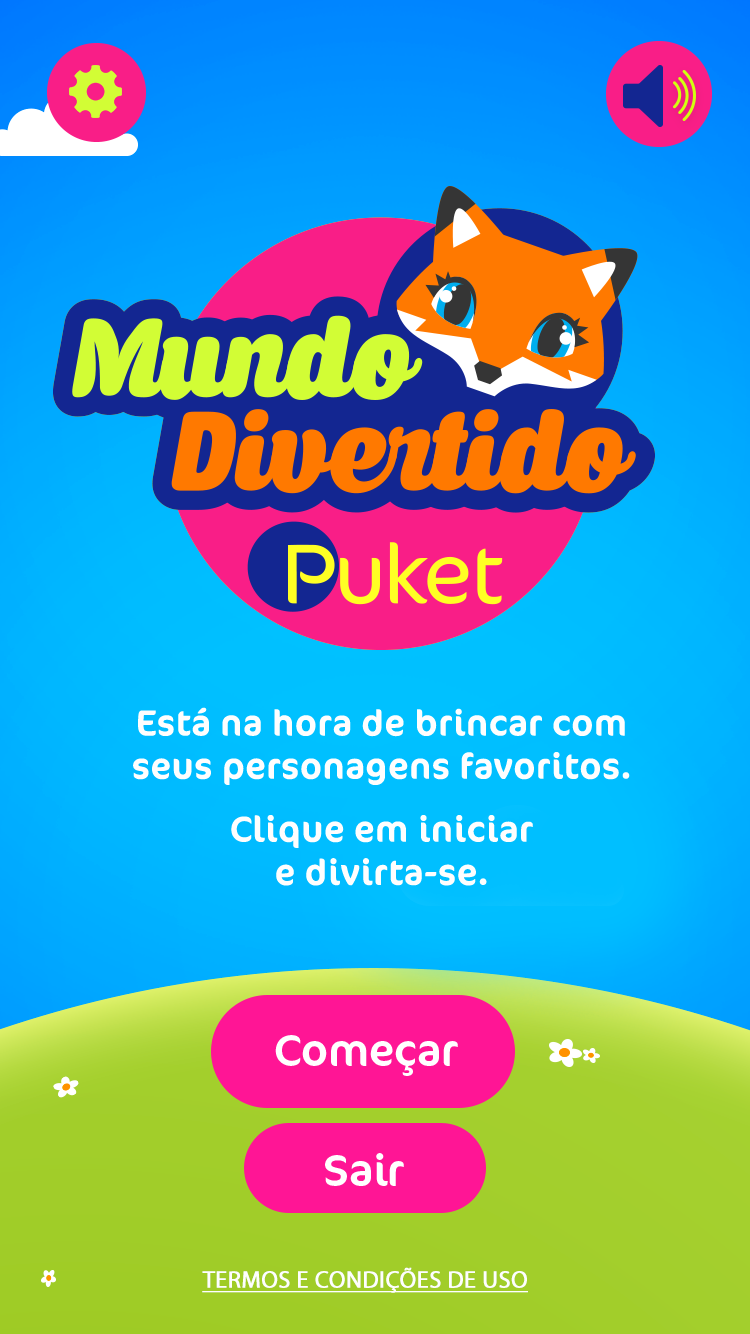 Mundo
Divertido
Puket
Está na hora de brincar com
seus personagens favoritos.
Clique em iniciar
e divirta-se.
Começar
Sair
TERMOS E CONDIÇÕES DE USO